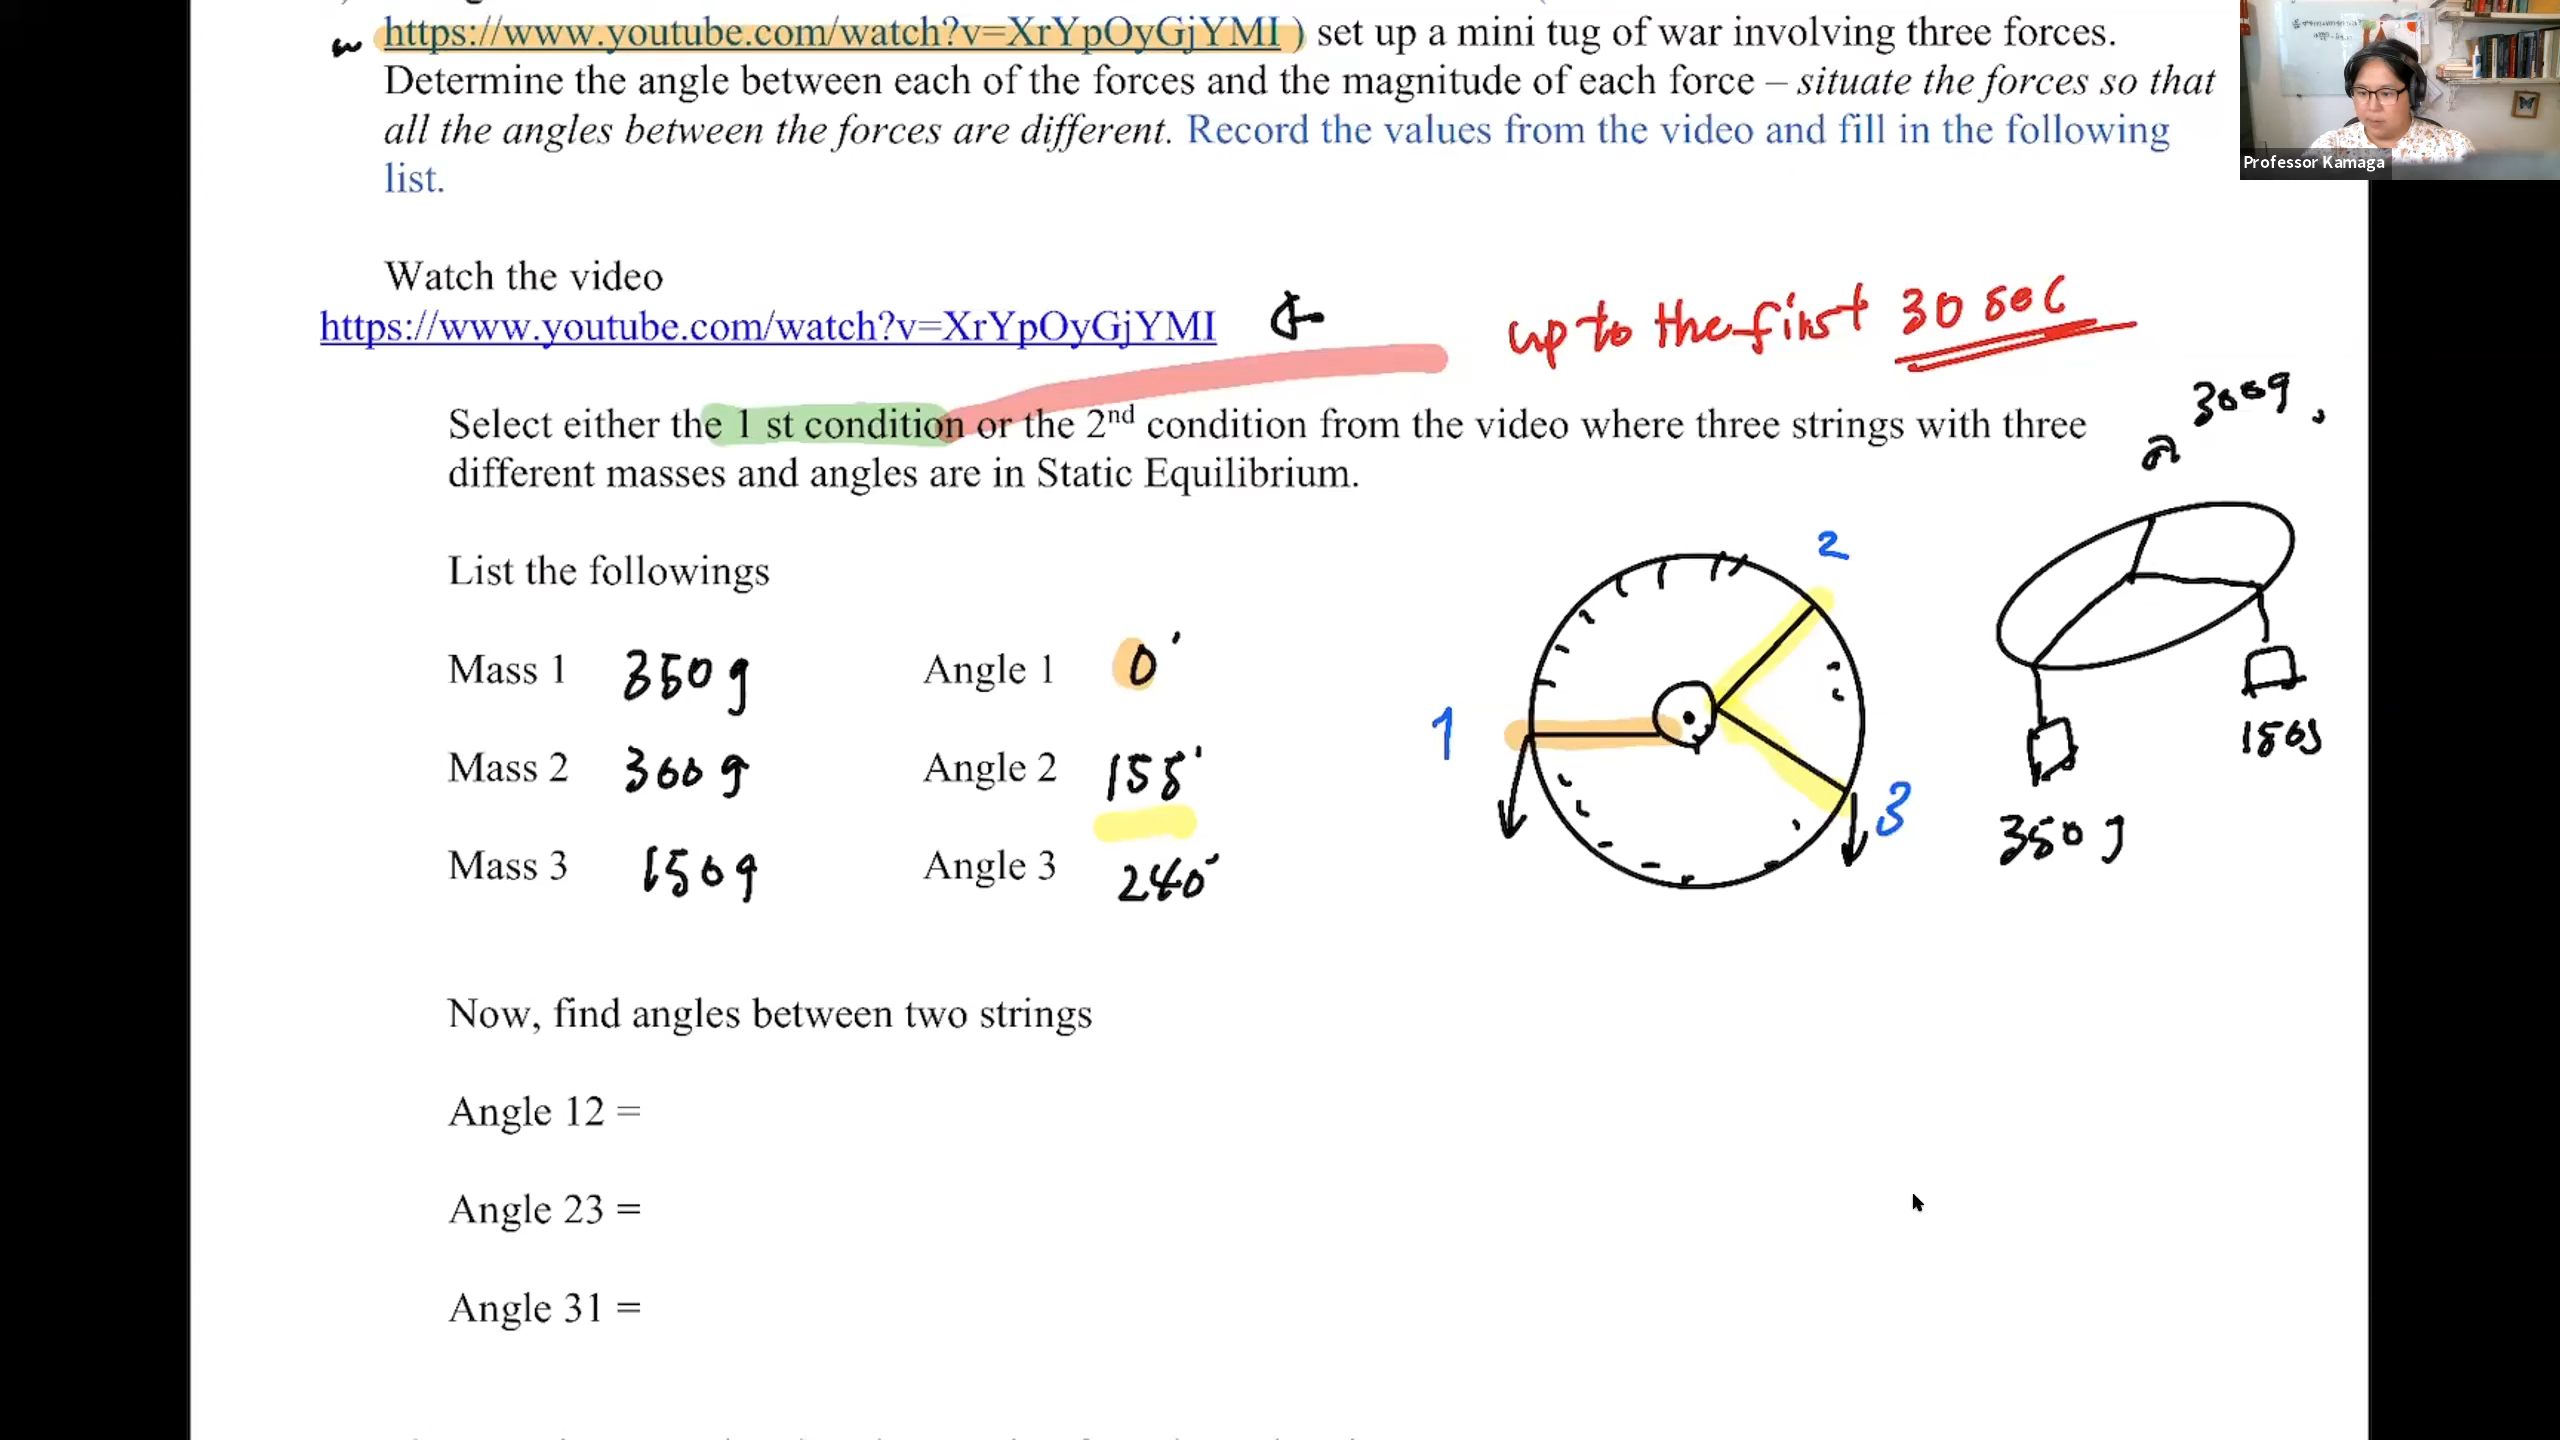 https://www.youtube.com/watch?v=XrYpOyGjYMI ) set up a mini tug of war involving three forces.
Determine the angle between each of the forces and the magnitude of each force – situate the forces so that
all the angles between the forces are different. Record the values from the video and fill in the following
list.
Professor Kamaga
Watch the video
https://www.youtube.com/watch?v=XrYpOyGjYMI
up to the first 30 sec
Select either the 1 st condition or the 2nd condition from the video where three strings with three
different masses and angles are in Static Equilibrium.
300g
List the followings
2
Mass 1 350 g Angle 1 0°
1
Mass 2 300 g Angle 2 155°
150g
3
350 g
Mass 3 150g Angle 3 240°
Now, find angles between two strings
Angle 12 =
Angle 23 =
Angle 31 =